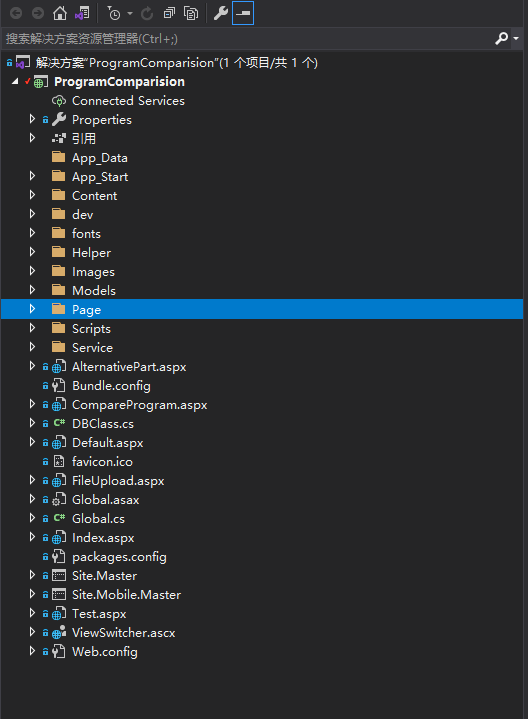 搜索解决方案资源管理器(Ctrl+;)
解决方案"ProgramComparision"(1 个项目/共 1 个)
ProgramComparision
Connected Services
Properties
引用
App_Data
App_Start
Content
dev
fonts
Helper
Images
Models
Page
Scripts
Service
AlternativePart.aspx
Bundle.config
CompareProgram.aspx
C# DBClass.cs
Default.aspx
favicon.ico
FileUpload.aspx
Global.asax
C# Global.cs
Index.aspx
packages.config
Site.Master
Site.Mobile.Master
Test.aspx
ViewSwitcher.ascx
Web.config